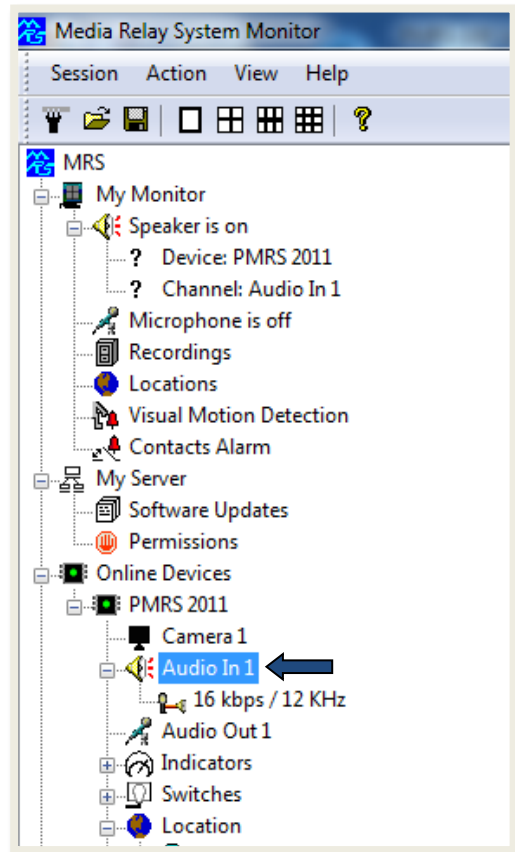 Media Relay System Monitor
Session Action View Help
?
MRS
My Monitor
Speaker is on
? Device: PMRS 2011
? Channel: Audio In 1
Microphone is off
Recordings
Locations
Visual Motion Detection
Contacts Alarm
My Server
Software Updates
Permissions
Online Devices
PMRS 2011
Camera 1
Audio In 1
16 kbps / 12 KHz
Audio Out 1
Indicators
Switches
Location